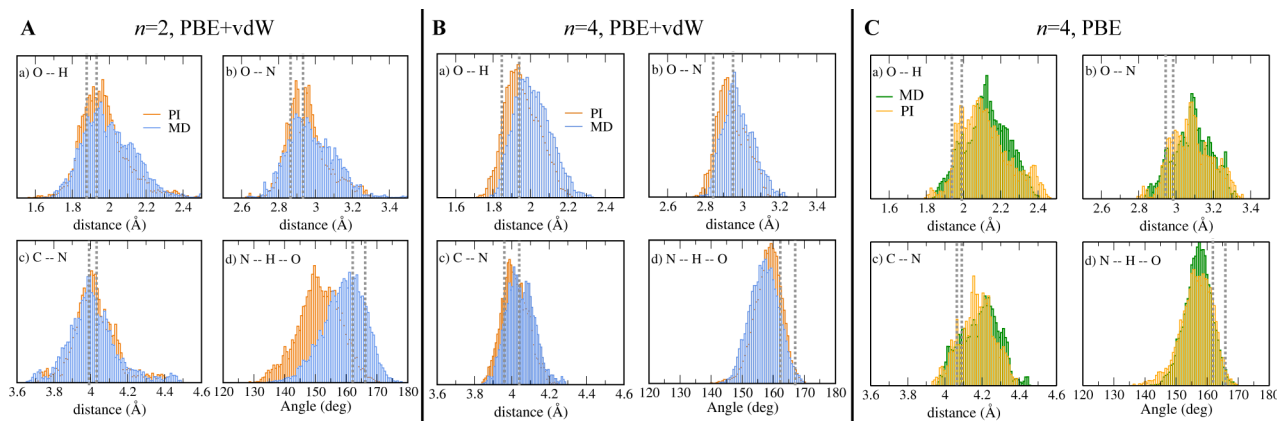 A n=2, PBE+vdW
a) O -- H
PI
MD
1.6 1.8 2 2.2 2.4
distance (Å)
b) O -- N
2.6 2.8 3 3.2 3.4
distance (Å)
c) C -- N
3.6 3.8 4 4.2 4.4 4.6
distance (Å)
d) N -- H -- O
120 130 140 150 160 170 180
Angle (deg)
B n=4, PBE+vdW
a) O -- H
PI
MD
1.6 1.8 2 2.2 2.4
distance (Å)
b) O -- N
2.6 2.8 3 3.2 3.4
distance (Å)
c) C -- N
3.6 3.8 4 4.2 4.4 4.6
distance (Å)
d) N -- H -- O
120 130 140 150 160 170 180
Angle (deg)
C n=4, PBE
a) O -- H
MD
PI
1.6 1.8 2 2.2 2.4
distance (Å)
b) O -- N
2.6 2.8 3 3.2 3.4
distance (Å)
c) C -- N
3.6 3.8 4 4.2 4.4 4.6
distance (Å)
d) N -- H -- O
120 130 140 150 160 170 180
Angle (deg)